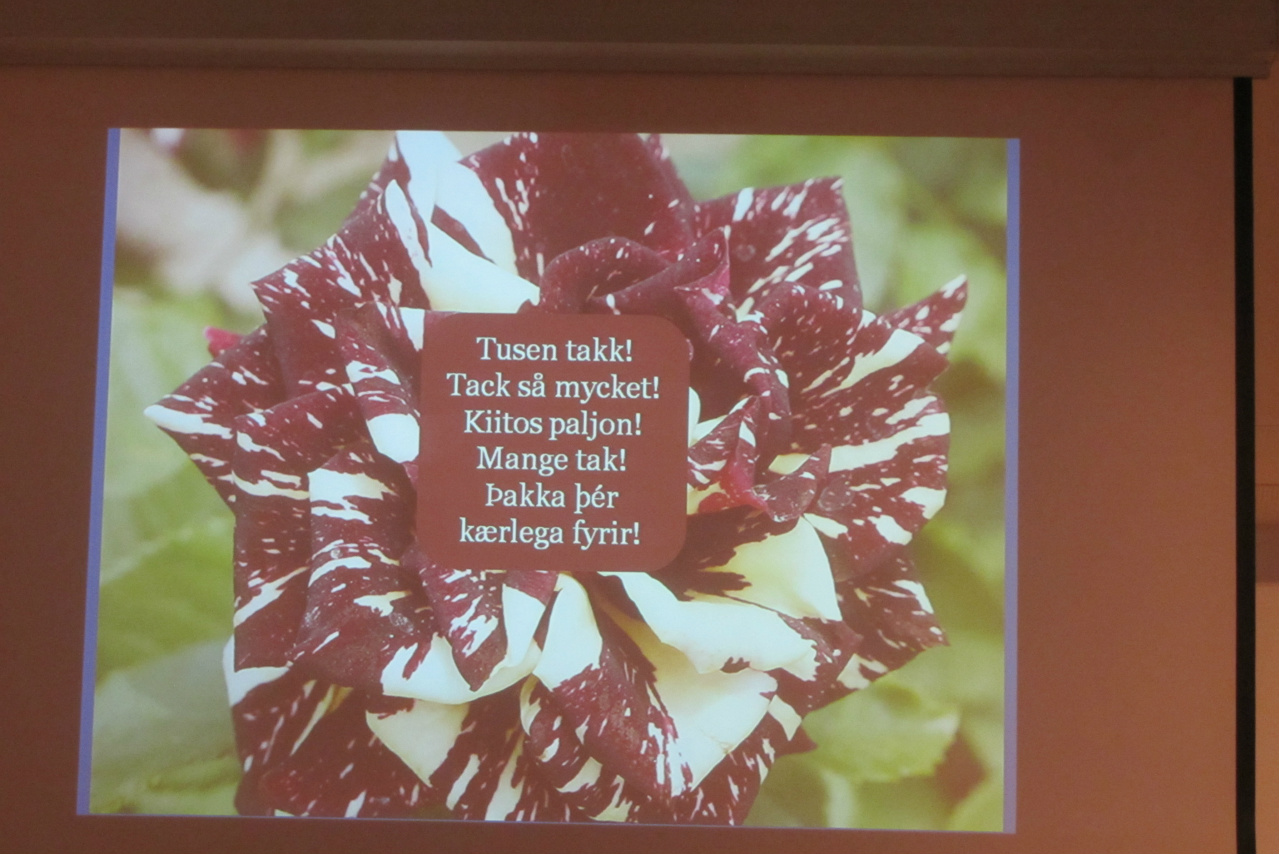 Tusen takk!
Tack så mycket!
Kiitos paljon!
Mange tak!
Þakka þér
kærlega fyrir!